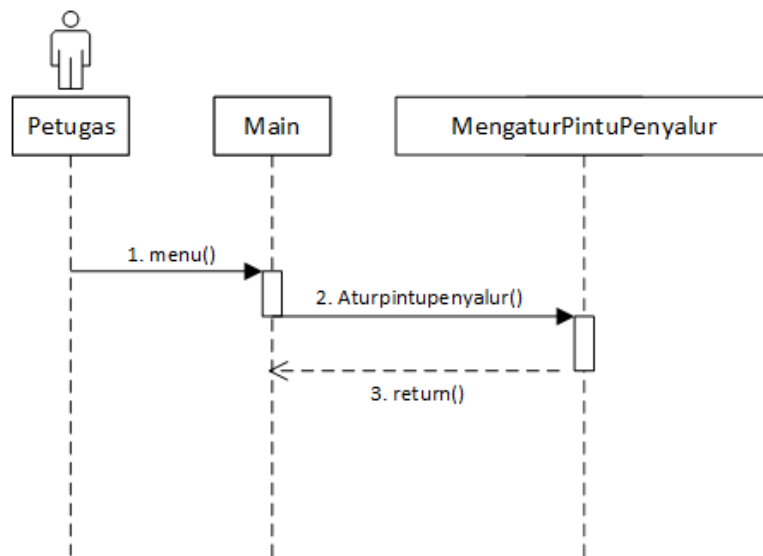 Petugas
Main
MengaturPintuPenyalur
1. menu()
2. Aturpintupenyalur()
3. return()